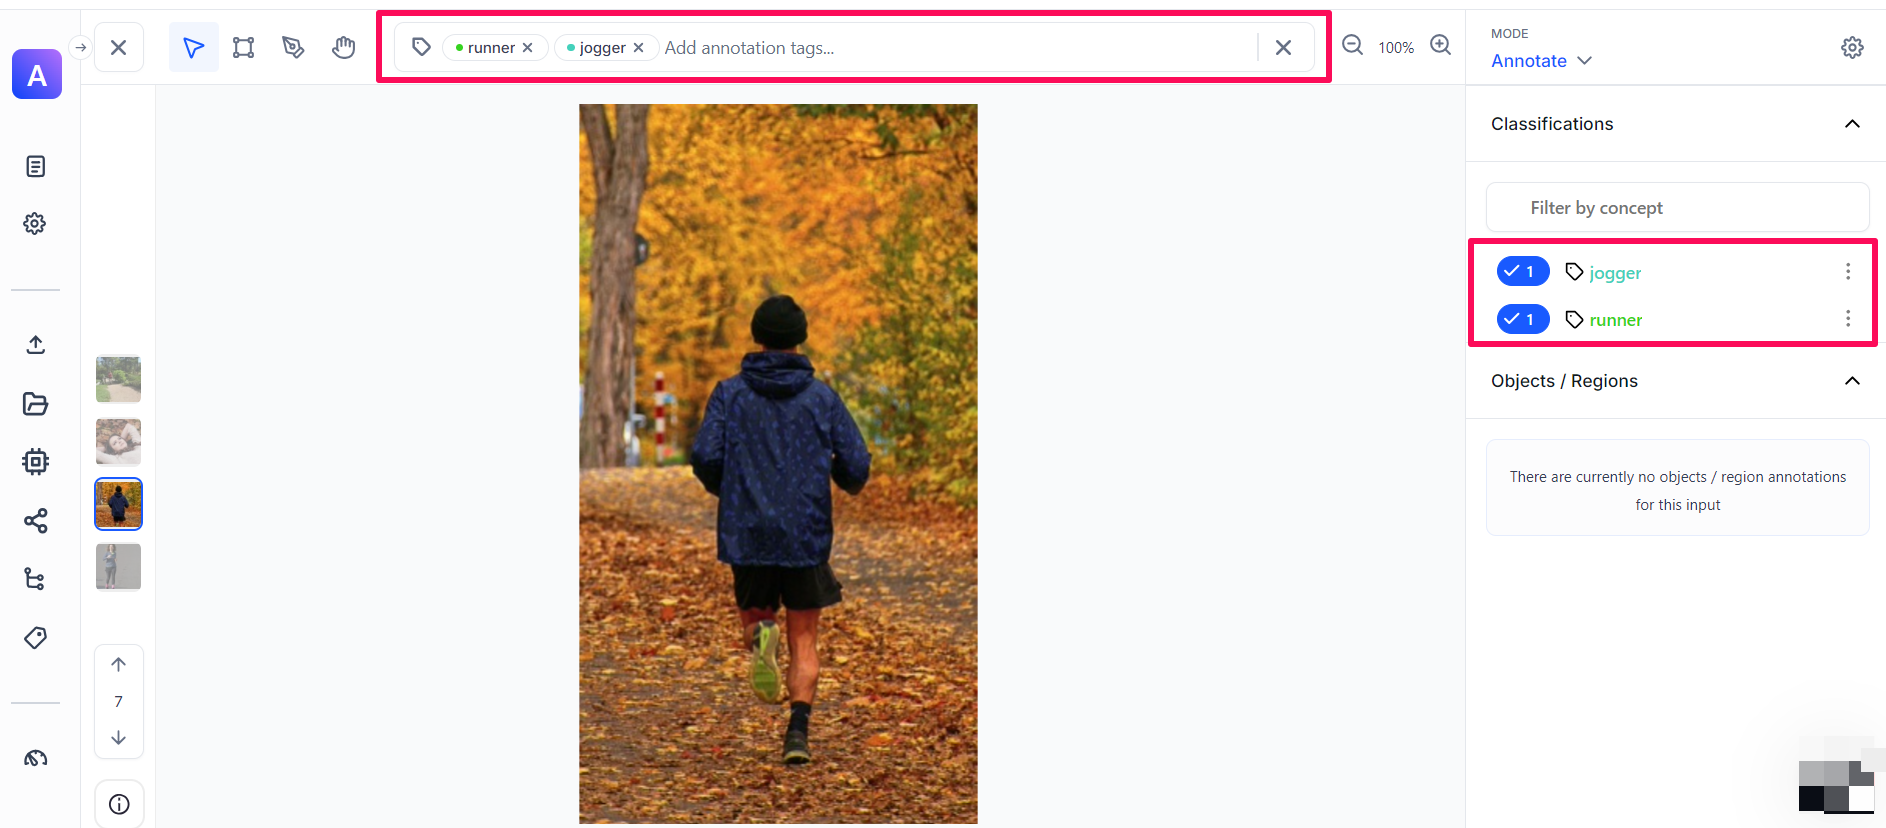 A
runner
jogger
Add annotation tags...
100%
MODE
Annotate
Classifications
Filter by concept
1 jogger
1 runner
Objects / Regions
There are currently no objects / region annotations
for this input
7